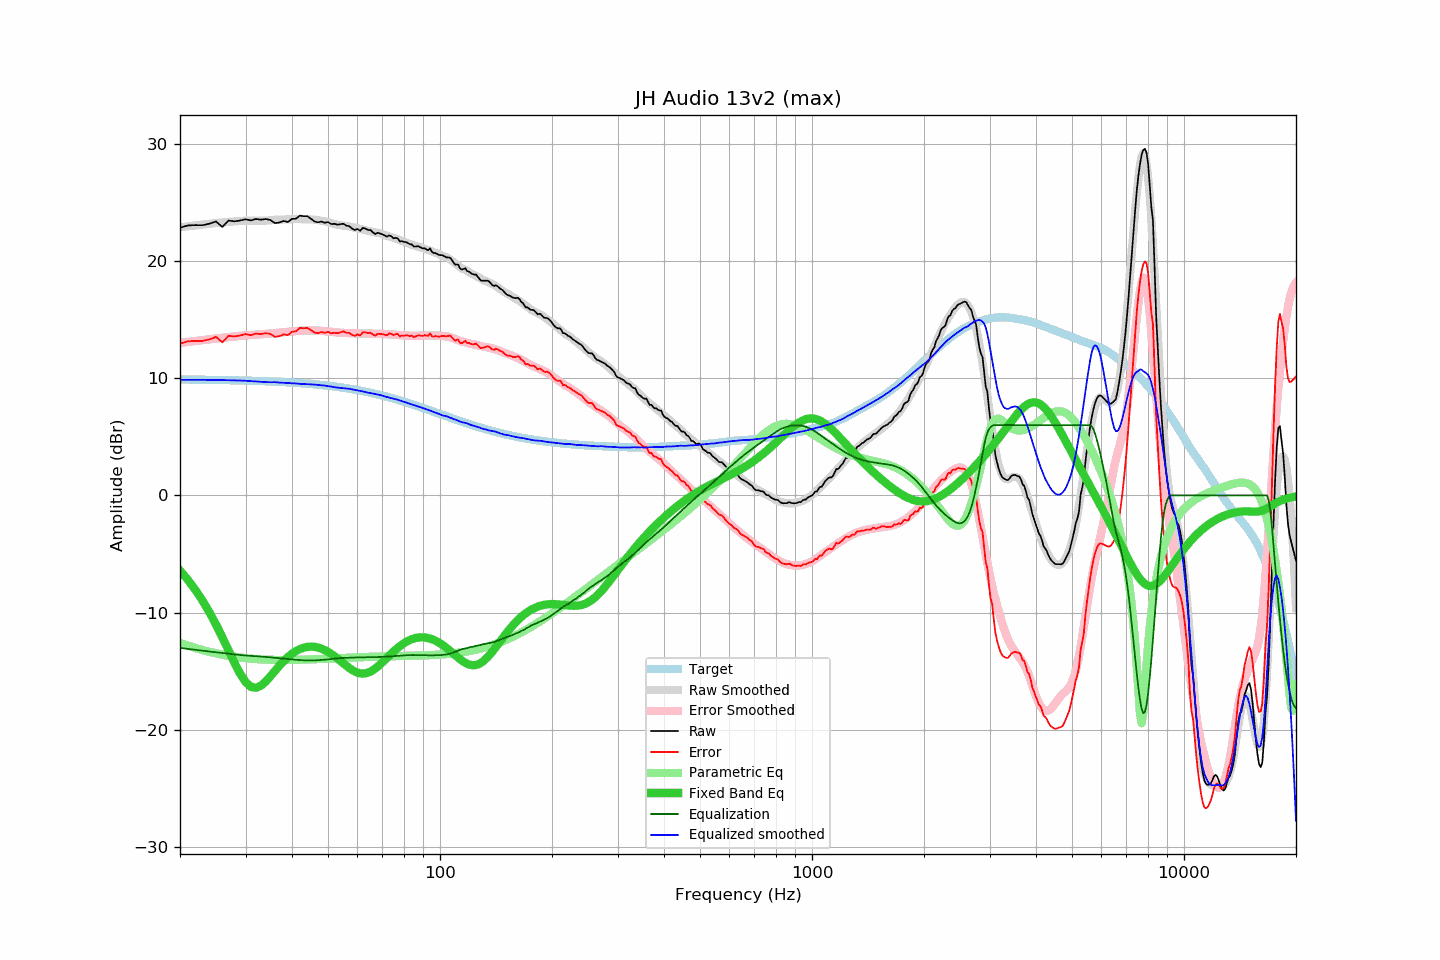 JH Audio 13v2 (max)
30
20
10
0
−10
−20
−30
Amplitude (dBr)
Target
Raw Smoothed
Error Smoothed
Raw
Error
Parametric Eq
Fixed Band Eq
Equalization
Equalized smoothed
100 1000 10000
Frequency (Hz)